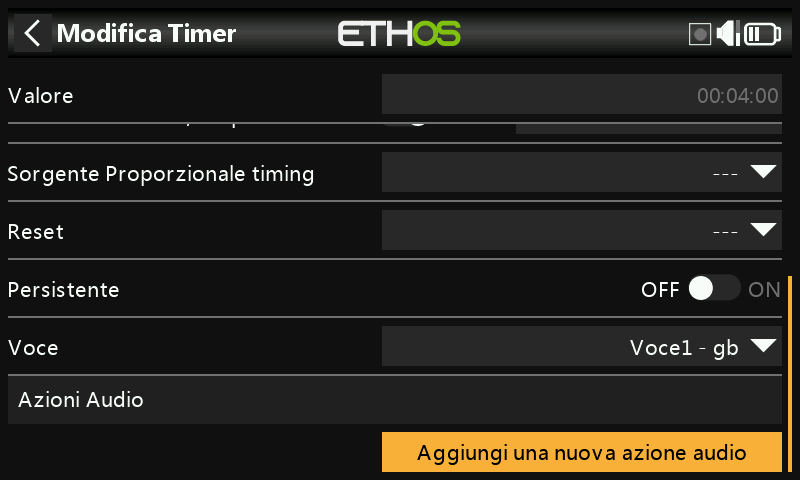 Modifica Timer
ETHOS
Valore
00:04:00
Sorgente Proporzionale timing
---
Reset
---
Persistente
OFF
ON
Voce
Voce1 - gb
Azioni Audio
Aggiungi una nuova azione audio